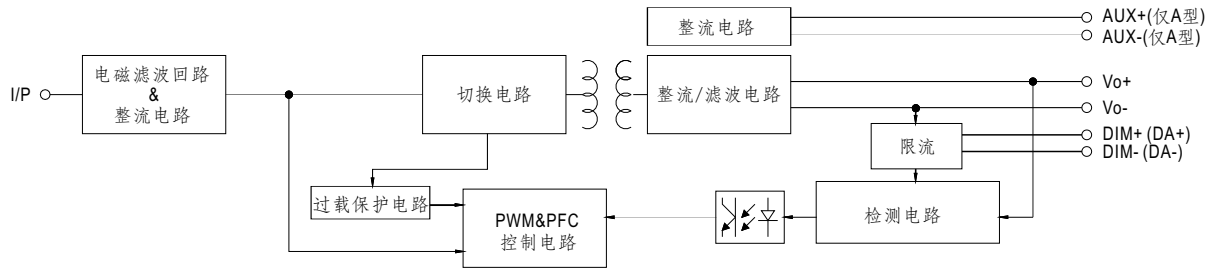 整流电路
AUX+(仅A型)
AUX-(仅A型)
I/P
电磁滤波回路
&
整流电路
切换电路
整流/滤波电路
Vo+
Vo-
限流
DIM+ (DA+)
DIM- (DA-)
过载保护电路
PWM&PFC
控制电路
检测电路